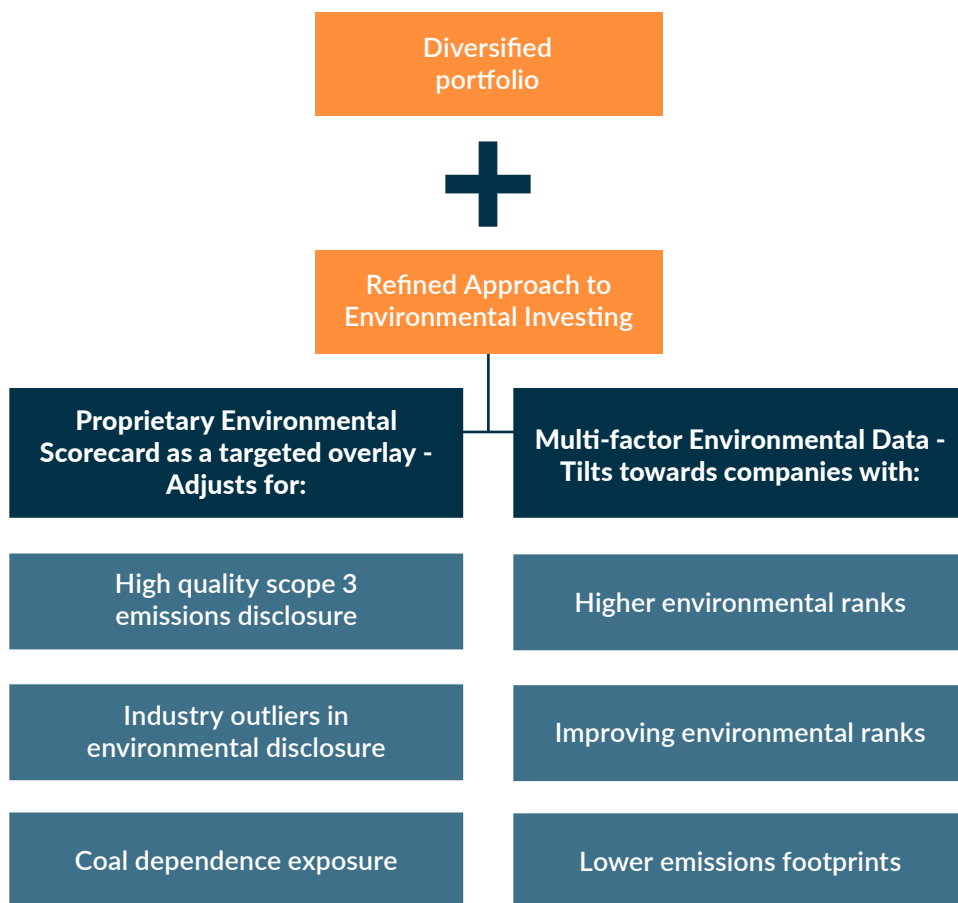 Diversified
portfolio
Refined Approach to
Environmental Investing
Proprietary Environmental
Scorecard as a targeted overlay -
Adjusts for:
High quality scope 3
emissions disclosure
Industry outliers in
environmental disclosure
Coal dependence exposure
Multi-factor Environmental Data -
Tilts towards companies with:
Higher environmental ranks
Improving environmental ranks
Lower emissions footprints